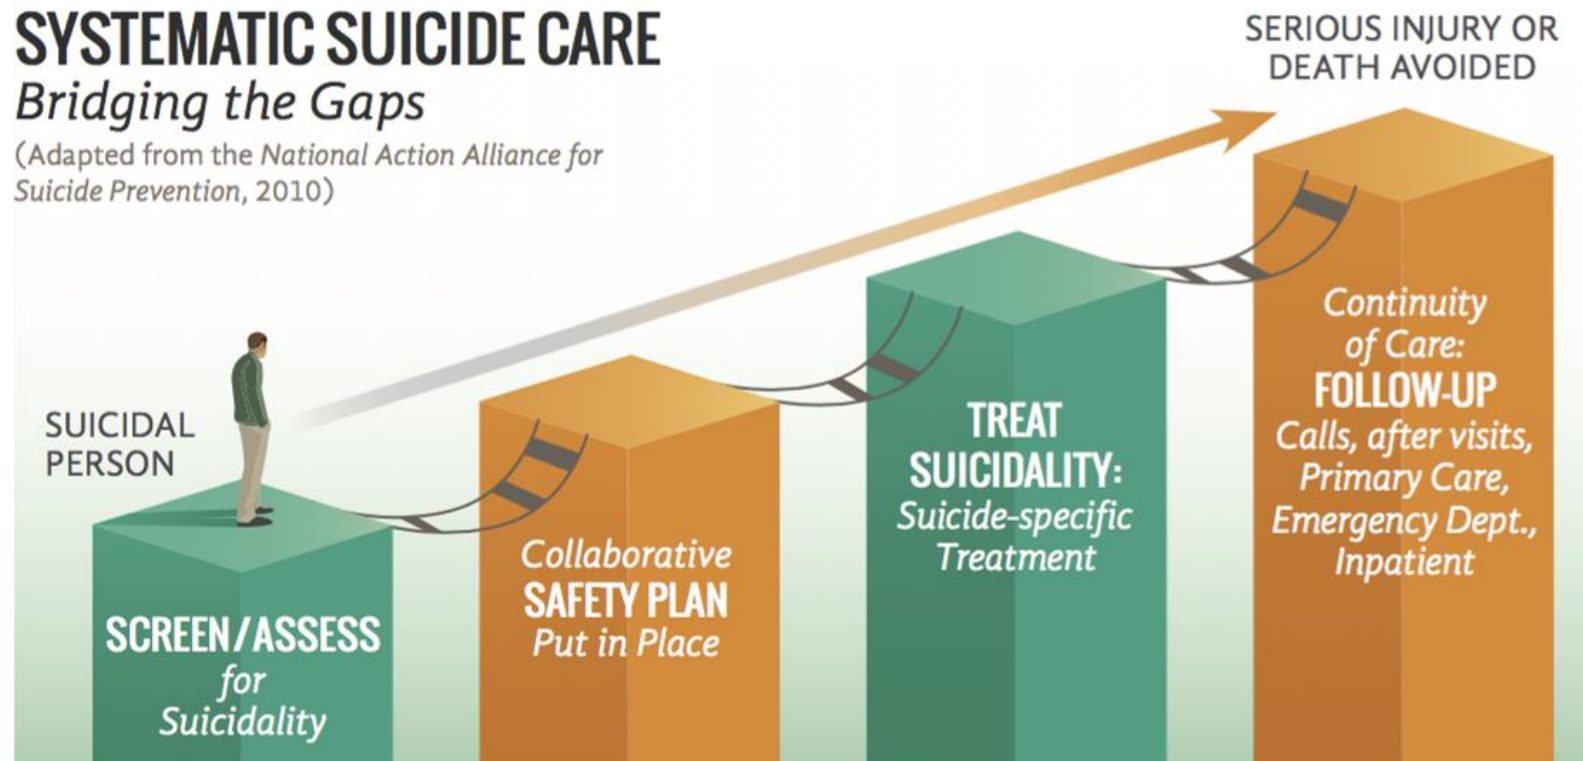 SYSTEMATIC SUICIDE CARE
Bridging the Gaps
(Adapted from the National Action Alliance for
Suicide Prevention, 2010)
SERIOUS INJURY OR
DEATH AVOIDED
SUICIDAL
PERSON
SCREEN/ASSESS
for
Suicidality
Collaborative
SAFETY PLAN
Put in Place
TREAT
SUICIDALITY:
Suicide-specific
Treatment
Continuity
of Care:
FOLLOW-UP
Calls, after visits,
Primary Care,
Emergency Dept.,
Inpatient